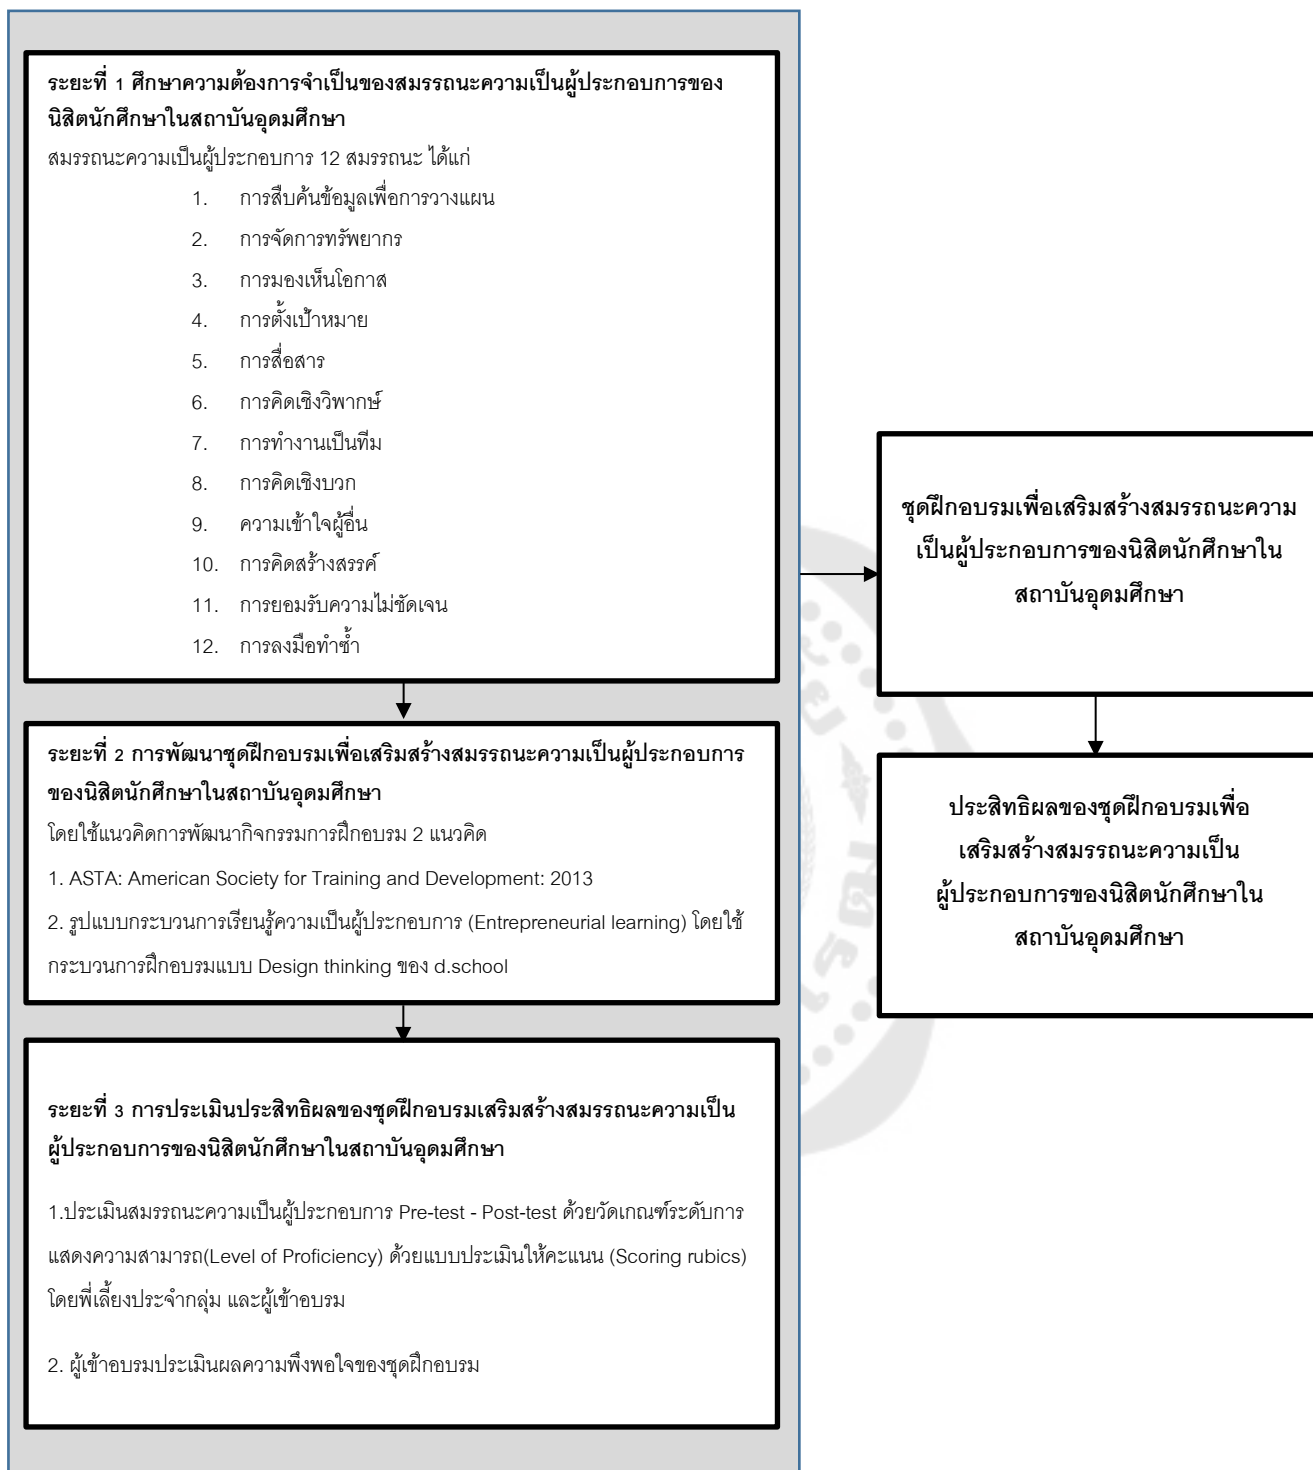 ระยะที่ 1 ศึกษาความต้องการจำเป็นของสมรรถนะความเป็นผู้ประกอบการของ
นิสิตนักศึกษาในสถาบันอุดมศึกษา
สมรรถนะความเป็นผู้ประกอบการ 12 สมรรถนะ ได้แก่
1. การสืบค้นข้อมูลเพื่อการวางแผน
2. การจัดการทรัพยากร
3. การมองเห็นโอกาส
4. การตั้งเป้าหมาย
5. การสื่อสาร
6. การคิดเชิงวิพากษ์
7. การทำงานเป็นทีม
8. การคิดเชิงบวก
9. ความเข้าใจผู้อื่น
10. การคิดสร้างสรรค์
11. การยอมรับความไม่ชัดเจน
12. การลงมือทำซ้ำ
ระยะที่ 2 การพัฒนาชุดฝึกอบรมเพื่อเสริมสร้างสมรรถนะความเป็นผู้ประกอบการ
ของนิสิตนักศึกษาในสถาบันอุดมศึกษา
โดยใช้แนวคิดการพัฒนากิจกรรมการฝึกอบรม 2 แนวคิด
1. ASTA: American Society for Training and Development: 2013
2. รูปแบบกระบวนการเรียนรู้ความเป็นผู้ประกอบการ (Entrepreneurial learning) โดยใช้
กระบวนการฝึกอบรมแบบ Design thinking ของ d.school
ระยะที่ 3 การประเมินประสิทธิผลของชุดฝึกอบรมเสริมสร้างสมรรถนะความเป็น
ผู้ประกอบการของนิสิตนักศึกษาในสถาบันอุดมศึกษา
1.ประเมินสมรรถนะความเป็นผู้ประกอบการ Pre-test - Post-test ด้วยวัดเกณฑ์ระดับการ
แสดงความสามารถ(Level of Proficiency) ด้วยแบบประเมินให้คะแนน (Scoring rubics)
โดยพี่เลี้ยงประจำกลุ่ม และผู้เข้าอบรม
2. ผู้เข้าอบรมประเมินผลความพึงพอใจของชุดฝึกอบรม
ชุดฝึกอบรมเพื่อเสริมสร้างสมรรถนะความ
เป็นผู้ประกอบการของนิสิตนักศึกษาใน
สถาบันอุดมศึกษา
ประสิทธิผลของชุดฝึกอบรมเพื่อ
เสริมสร้างสมรรถนะความเป็น
ผู้ประกอบการของนิสิตนักศึกษาใน
สถาบันอุดมศึกษา